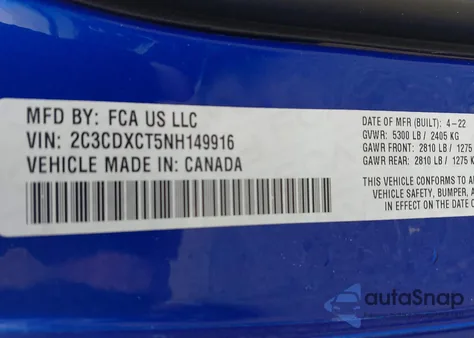 MFD BY: FCA US LLC
VIN: 2C3CDXCT5NH149916
VEHICLE MADE IN: CANADA
DATE OF MFR (BUILT): 4-22
GVWR: 5300 LB / 2405 KG
GAWR FRONT: 2810 LB / 1275
GAWR REAR: 2810 LB / 1275 K
THIS VEHICLE CONFORMS TO A
VEHICLE SAFETY, BUMPER, A
IN EFFECT ON THE DATE O
autoSnap